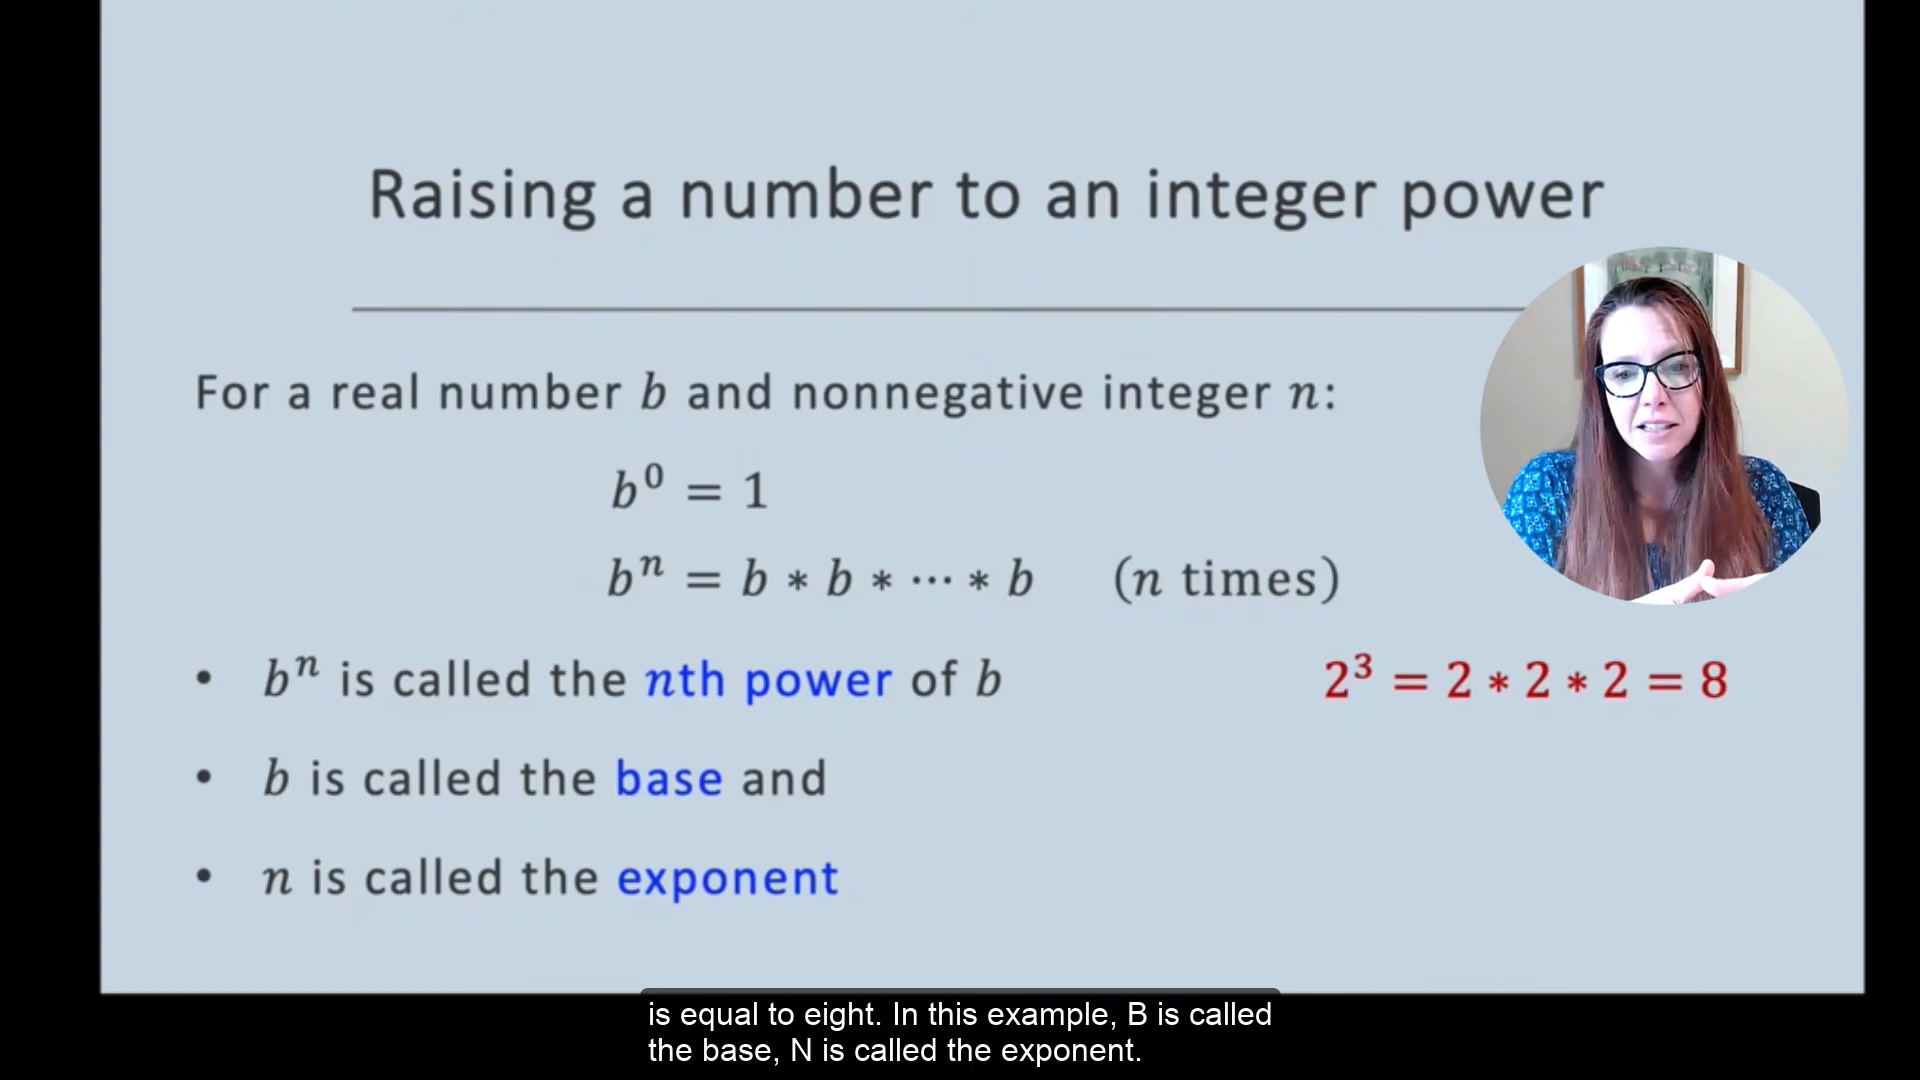 Raising a number to an integer power
For a real number b and nonnegative integer n:
b⁰ = 1
bⁿ = b * b * ⋯ * b (n times)
• bⁿ is called the nth power of b
2³ = 2 * 2 * 2 = 8
• b is called the base and
• n is called the exponent
is equal to eight. In this example, B is called
the base, N is called the exponent.